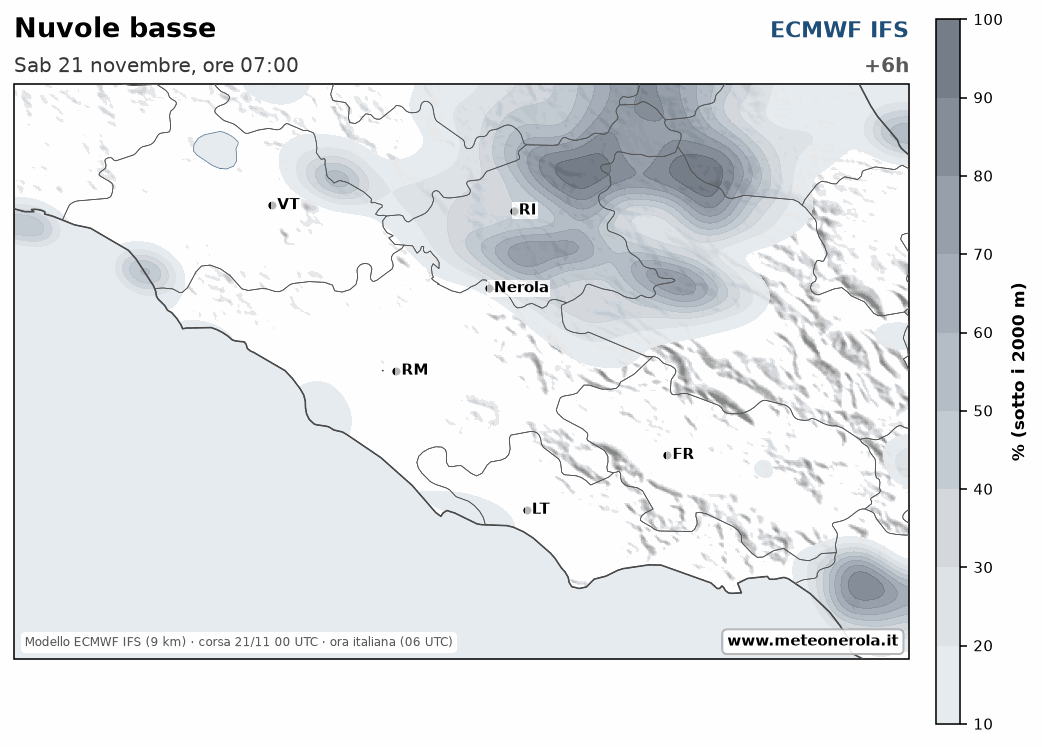 Nuvole basse
ECMWF IFS
Sab 21 novembre, ore 07:00
+6h
VT
RI
Nerola
RM
FR
LT
Modello ECMWF IFS (9 km) · corsa 21/11 00 UTC · ora italiana (06 UTC)
www.meteonerola.it
100
90
80
70
60
50
40
30
20
10
% (sotto i 2000 m)